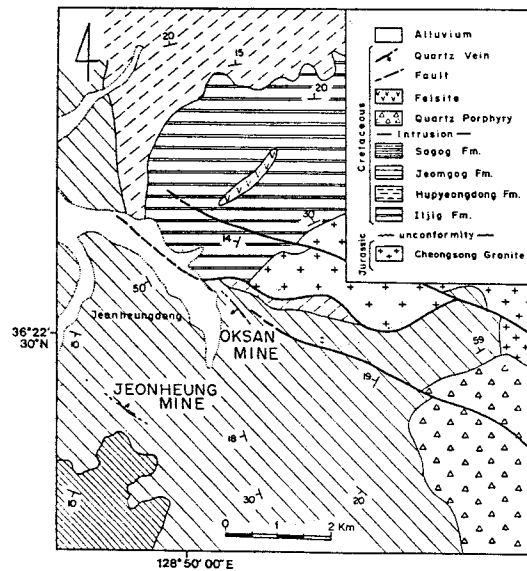 Alluvium
Quartz Vein
Fault
Felsite
Quartz Porphyry
Intrusion
Sagog Fm.
Jeomgog Fm.
Hupyeongdong Fm.
Iljig Fm.
unconformity
Cheongsong Granite
Cretaceous
Jurassic
20
15
20
30
14
50
Jeonheungdong
OKSAN
MINE
36°22'
30"N
15
59
JEONHEUNG
MINE
19
18
30
20
10
0 1 2 Km
128°50'00"E